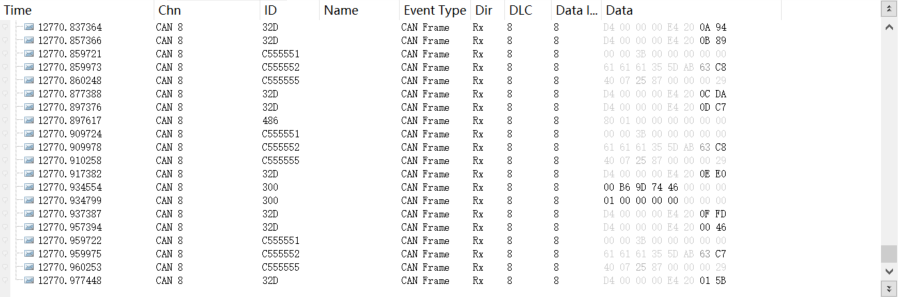 Time Chn ID Name Event Type Dir DLC Data l... Data
12770.837364 CAN 8 32D CAN Frame Rx 8 8 D4 00 00 00 E4 20 0A 94
12770.857366 CAN 8 32D CAN Frame Rx 8 8 D4 00 00 00 E4 20 0B 89
12770.859721 CAN 8 C555551 CAN Frame Rx 8 8 00 00 3B 00 00 00 00 00
12770.859973 CAN 8 C555552 CAN Frame Rx 8 8 61 61 61 35 5D AB 63 C8
12770.860248 CAN 8 C555555 CAN Frame Rx 8 8 40 07 25 87 00 00 00 29
12770.877388 CAN 8 32D CAN Frame Rx 8 8 D4 00 00 00 E4 20 0C DA
12770.897376 CAN 8 32D CAN Frame Rx 8 8 D4 00 00 00 E4 20 0D C7
12770.897617 CAN 8 486 CAN Frame Rx 8 8 80 01 00 00 00 00 00 00
12770.909724 CAN 8 C555551 CAN Frame Rx 8 8 00 00 3B 00 00 00 00 00
12770.909978 CAN 8 C555552 CAN Frame Rx 8 8 61 61 61 35 5D AB 63 C8
12770.910258 CAN 8 C555555 CAN Frame Rx 8 8 40 07 25 87 00 00 00 29
12770.917382 CAN 8 32D CAN Frame Rx 8 8 D4 00 00 00 E4 20 0E E0
12770.934554 CAN 8 300 CAN Frame Rx 8 8 00 B6 9D 74 46 00 00 00
12770.934799 CAN 8 300 CAN Frame Rx 8 8 01 00 00 00 00 00 00 00
12770.937387 CAN 8 32D CAN Frame Rx 8 8 D4 00 00 00 E4 20 0F FD
12770.957394 CAN 8 32D CAN Frame Rx 8 8 D4 00 00 00 E4 20 00 46
12770.959722 CAN 8 C555551 CAN Frame Rx 8 8 00 00 3B 00 00 00 00 00
12770.959975 CAN 8 C555552 CAN Frame Rx 8 8 61 61 61 35 5D AB 63 C7
12770.960253 CAN 8 C555555 CAN Frame Rx 8 8 40 07 25 87 00 00 00 29
12770.977448 CAN 8 32D CAN Frame Rx 8 8 D4 00 00 00 E4 20 01 5B